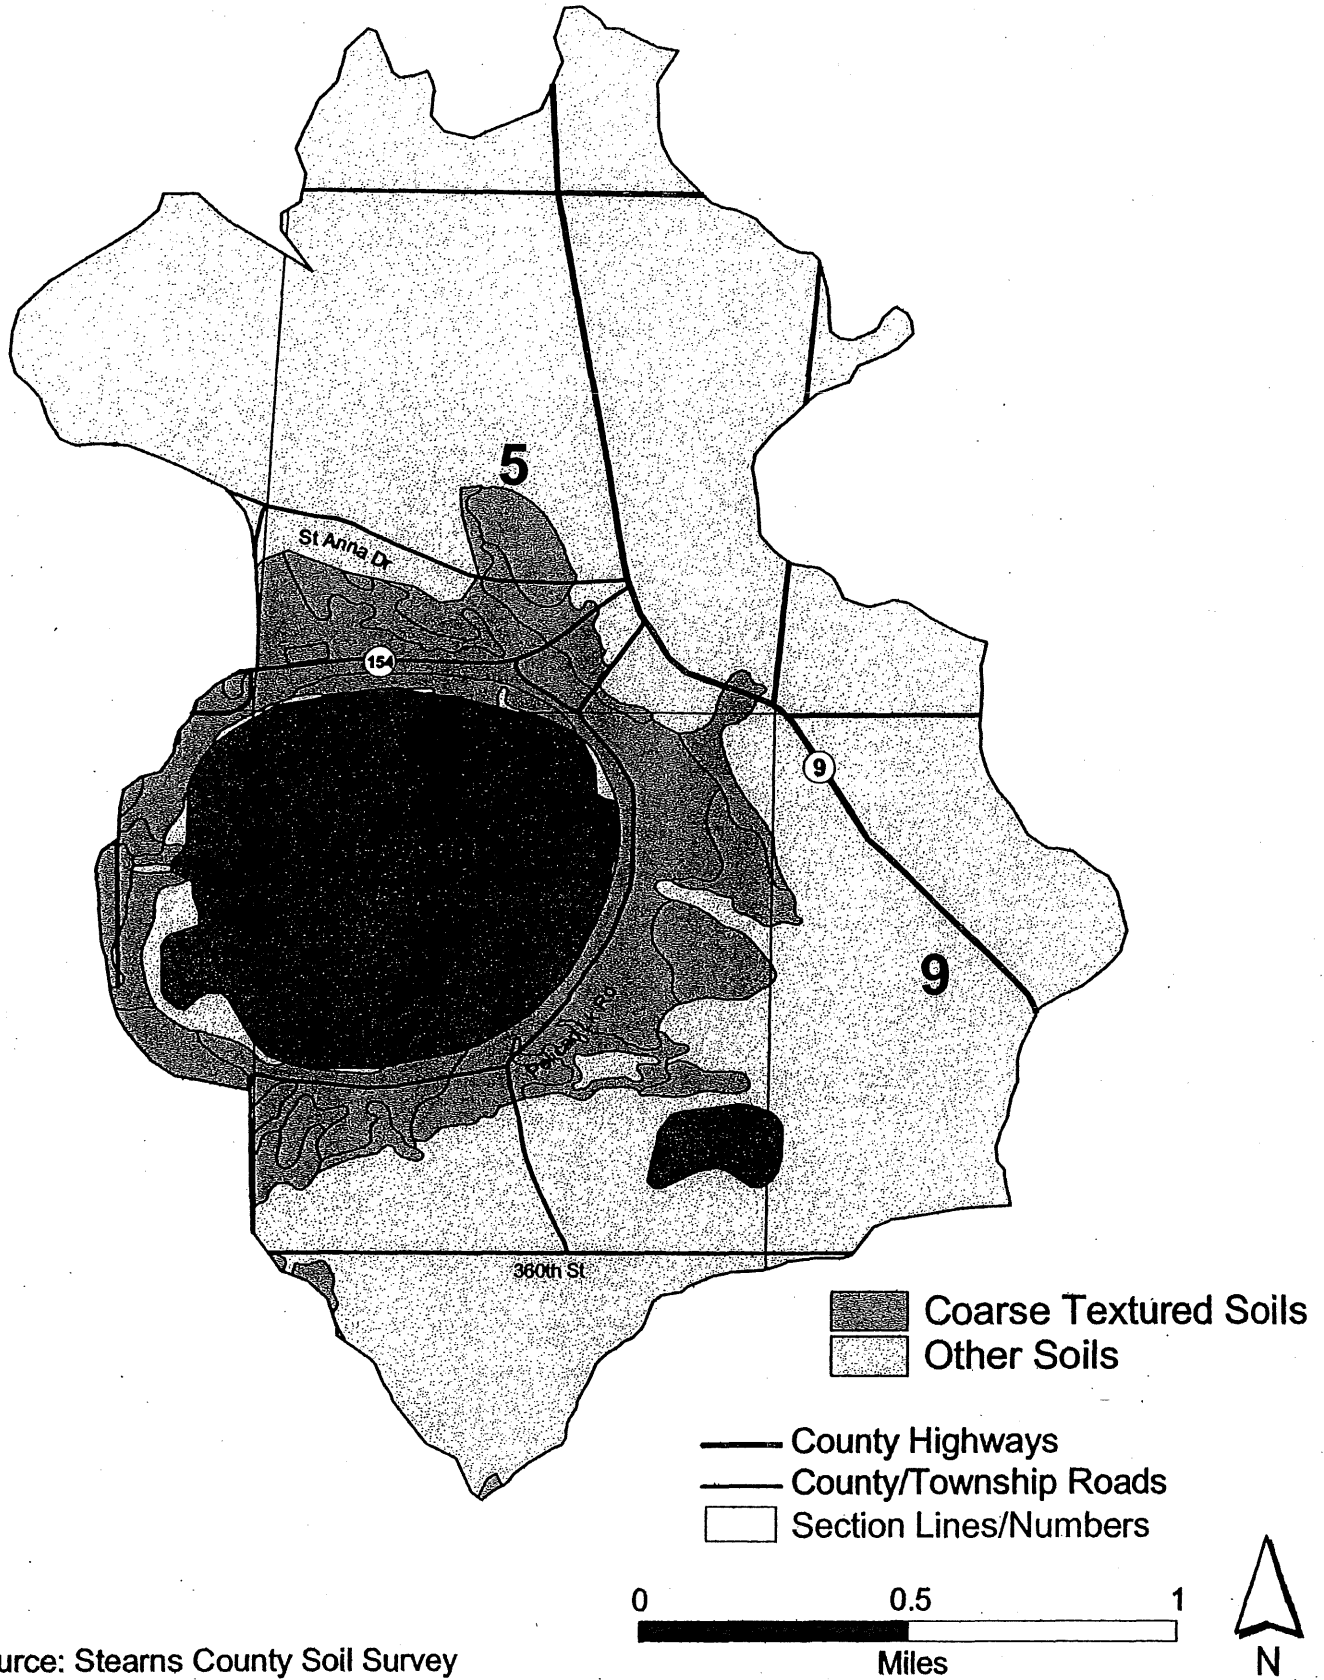 5
St Anna Dr
154
9
9
360th St
Coarse Textured Soils
Other Soils
County Highways
County/Township Roads
Section Lines/Numbers
0 0.5 1
Miles
N
urce: Stearns County Soil Survey